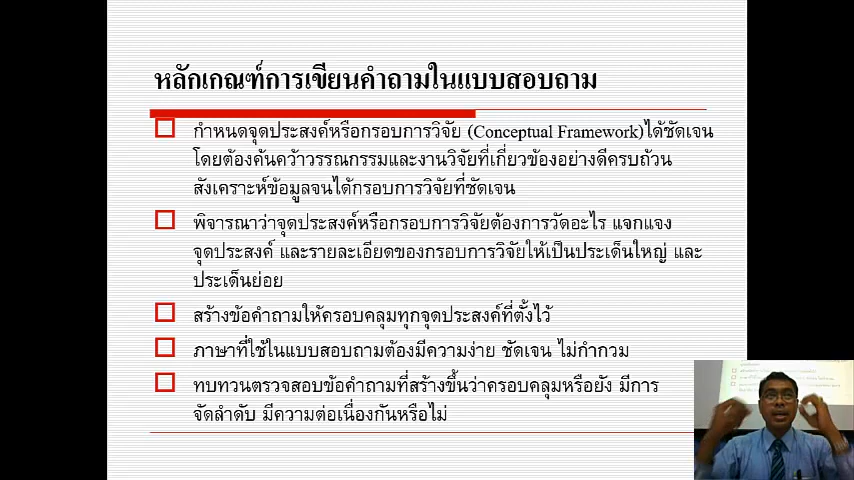 หลักเกณฑ์การเขียนคำถามในแบบสอบถาม
กำหนดจุดประสงค์หรือกรอบการวิจัย (Conceptual Framework)ได้ชัดเจน
โดยต้องค้นคว้าวรรณกรรมและงานวิจัยที่เกี่ยวข้องอย่างดีครบถ้วน
สังเคราะห์ข้อมูลจนได้กรอบการวิจัยที่ชัดเจน
พิจารณาว่าจุดประสงค์หรือกรอบการวิจัยต้องการวัดอะไร แจกแจง
จุดประสงค์ และรายละเอียดของกรอบการวิจัยให้เป็นประเด็นใหญ่ และ
ประเด็นย่อย
สร้างข้อคำถามให้ครอบคลุมทุกจุดประสงค์ที่ตั้งไว้
ภาษาที่ใช้ในแบบสอบถามต้องมีความง่าย ชัดเจน ไม่กำกวม
ทบทวนตรวจสอบข้อคำถามที่สร้างขึ้นว่าครอบคลุมหรือยัง มีการ
จัดลำดับ มีความต่อเนื่องกันหรือไม่